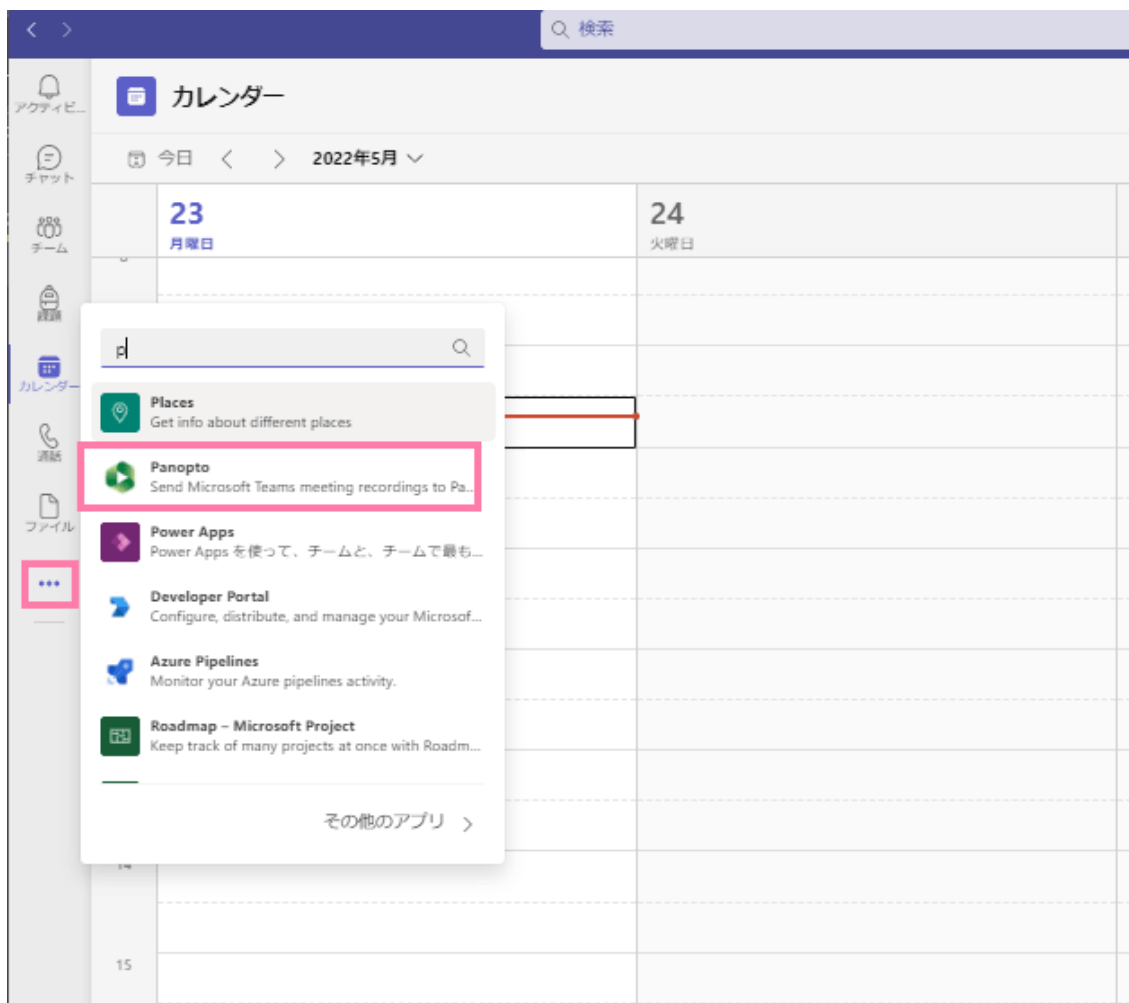 検索
アクティビ...
カレンダー
今日
2022年5月
チャット
23
月曜日
24
火曜日
チーム
課題
p
カレンダー
Places
Get info about different places
通話
Panopto
Send Microsoft Teams meeting recordings to Pa...
ファイル
Power Apps
Power Apps を使って、チームと、チームで最も...
Developer Portal
Configure, distribute, and manage your Microsof...
Azure Pipelines
Monitor your Azure pipelines activity.
Roadmap – Microsoft Project
Keep track of many projects at once with Roadm...
その他のアプリ
14
15